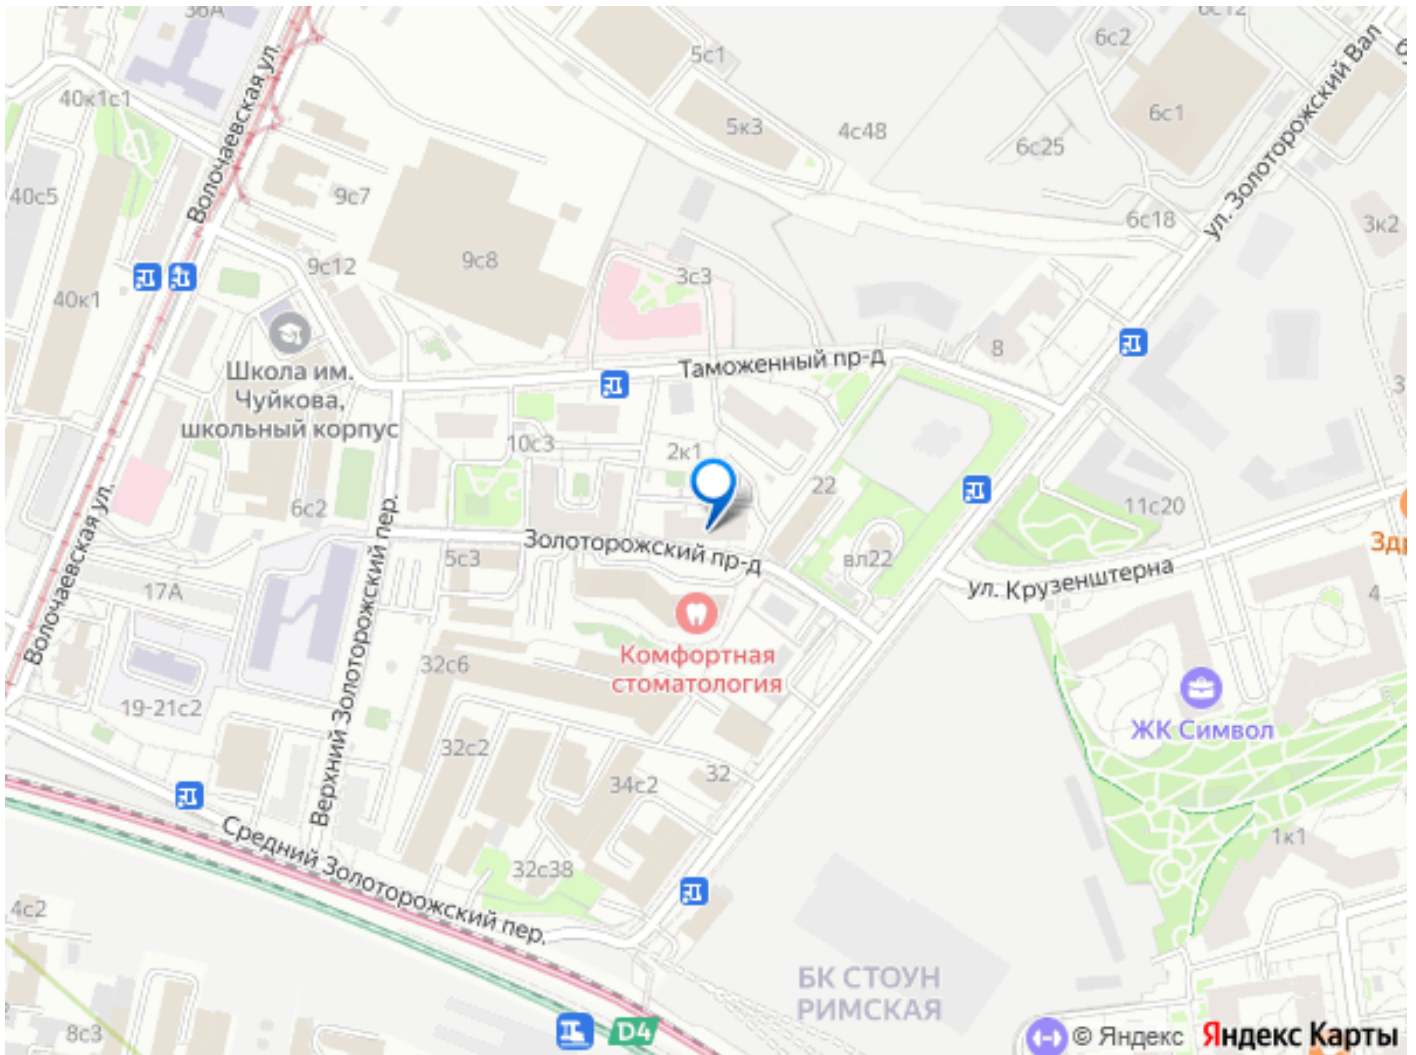 36А
5с1
6с2
6с12
40к1с1
Волочаевская ул.
5к3
4с48
6с1
6с25
ул. Золоторожский Вал
40с5
9с7
6с18
3к2
9с8
9с12
3с3
40к1
Таможенный пр-д
8
Школа им.
Чуйкова,
школьный корпус
10с3
2к1
22
11с20
6с2
Волочаевская ул.
Золоторожский пр-д
5с3
вл22
ул. Крузенштерна
4
17А
Верхний Золоторожский пер.
Комфортная
стоматология
32с6
19-21с2
ЖК Символ
32с2
34с2
32
1к1
Средний Золоторожский пер.
32с38
4с2
БК СТОУН
РИМСКАЯ
8с3
D4
© Яндекс Яндекс Карты